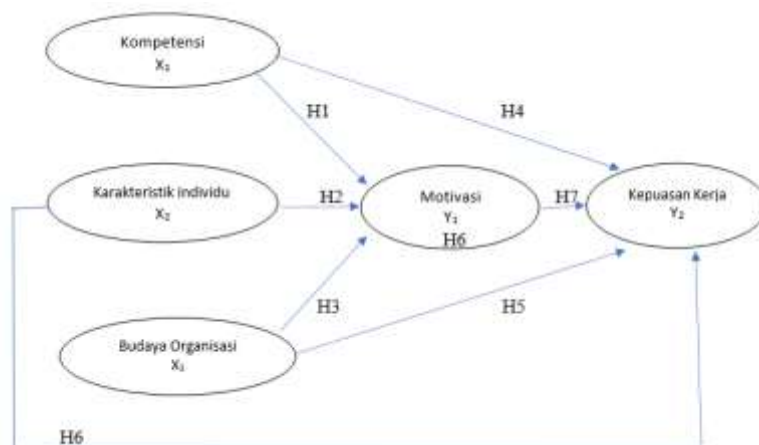 Kompetensi
X₁
H1
H4
Karakteristik individu
X₂
H2
Motivasi
Y₁
H6
H7
Kepuasan Kerja
Y₂
H3
H5
Budaya Organisasi
X₃
H6